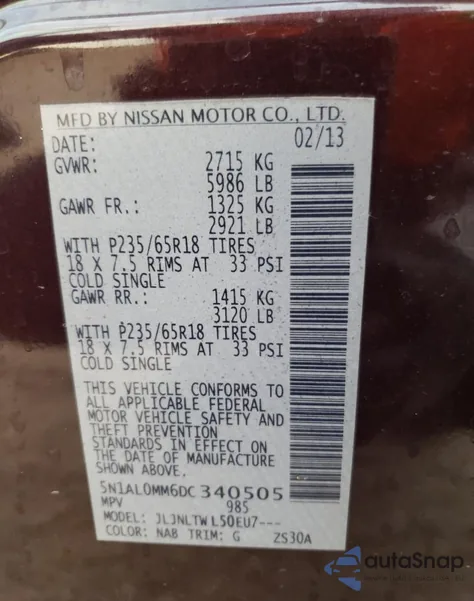 MFD BY NISSAN MOTOR CO., LTD.
DATE: 02/13
GVWR: 2715 KG
5986 LB
GAWR FR.: 1325 KG
2921 LB
WITH P235/65R18 TIRES
18 X 7.5 RIMS AT 33 PSI
COLD SINGLE
GAWR RR.: 1415 KG
3120 LB
WITH P235/65R18 TIRES
18 X 7.5 RIMS AT 33 PSI
COLD SINGLE
THIS VEHICLE CONFORMS TO
ALL APPLICABLE FEDERAL
MOTOR VEHICLE SAFETY AND
THEFT PREVENTION
STANDARDS IN EFFECT ON
THE DATE OF MANUFACTURE
SHOWN ABOVE.
5N1AL0MM6DC340505
MPV 985
MODEL: JLJNLTW L50EU7---
COLOR: NAB TRIM: G ZS30A
autoSnap